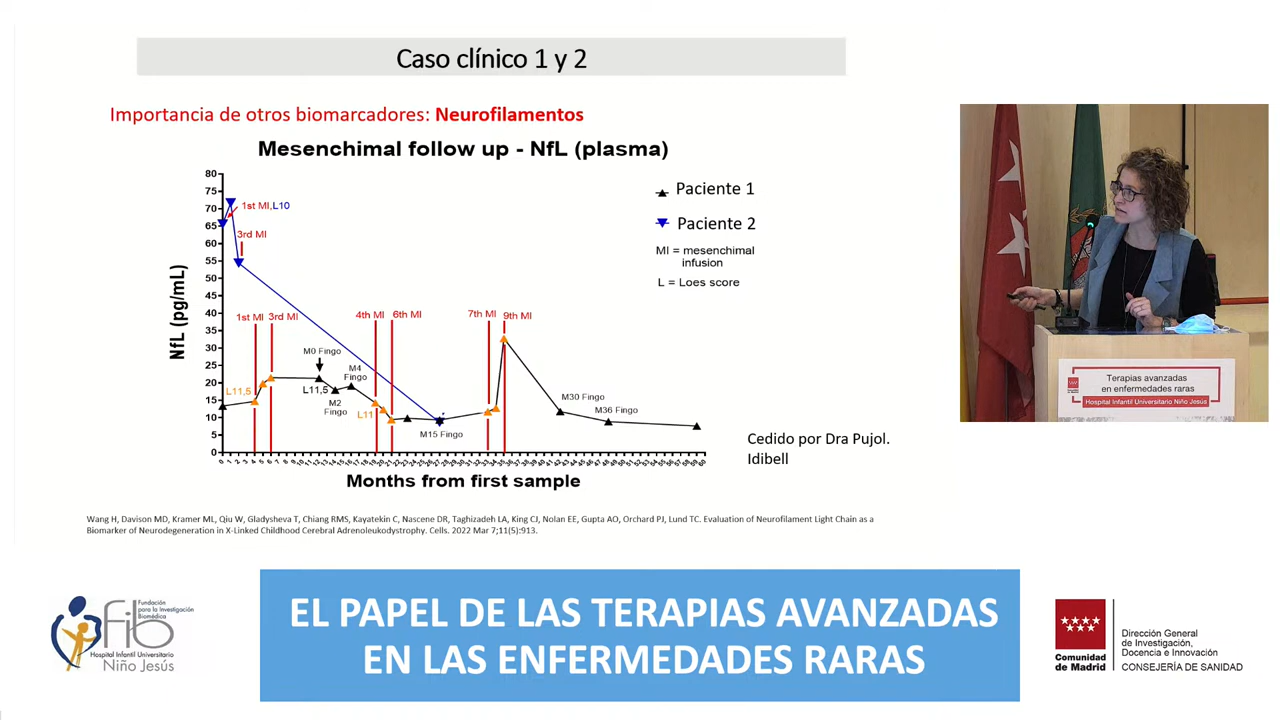 Caso clínico 1 y 2
Importancia de otros biomarcadores: Neurofilamentos
Mesenchimal follow up - NfL (plasma)
NfL (pg/mL)
80
75
70
65
60
55
50
45
40
35
30
25
20
15
10
5
0
1st MI,L10
3rd MI
1st MI
3rd MI
4th MI
6th MI
7th MI
9th MI
M0 Fingo
M4
Fingo
L11,5
L11,5
M2
Fingo
L11
M15 Fingo
M30 Fingo
M36 Fingo
Paciente 1
Paciente 2
MI = mesenchimal
infusion
L = Loes score
Months from first sample
Cedido por Dra Pujol.
Idibell
Wang H, Davison MD, Kramer ML, Qiu W, Gladysheva T, Chiang RMS, Kayatekin C, Nascene DR, Taghizadeh LA, King CJ, Nolan EE, Gupta AO, Orchard PJ, Lund TC. Evaluation of Neurofilament Light Chain as a
Biomarker of Neurodegeneration in X-Linked Childhood Cerebral Adrenoleukodystrophy. Cells. 2022 Mar 7;11(5):913.
Terapias avanzadas
en enfermedades raras
Hospital Infantil Universitario Niño Jesús
fib
Fundación
para la Investigación
Biomédica
Hospital Infantil Universitario
Niño Jesús
EL PAPEL DE LAS TERAPIAS AVANZADAS
EN LAS ENFERMEDADES RARAS
Comunidad
de Madrid
Dirección General
de Investigación,
Docencia e Innovación
CONSEJERÍA DE SANIDAD